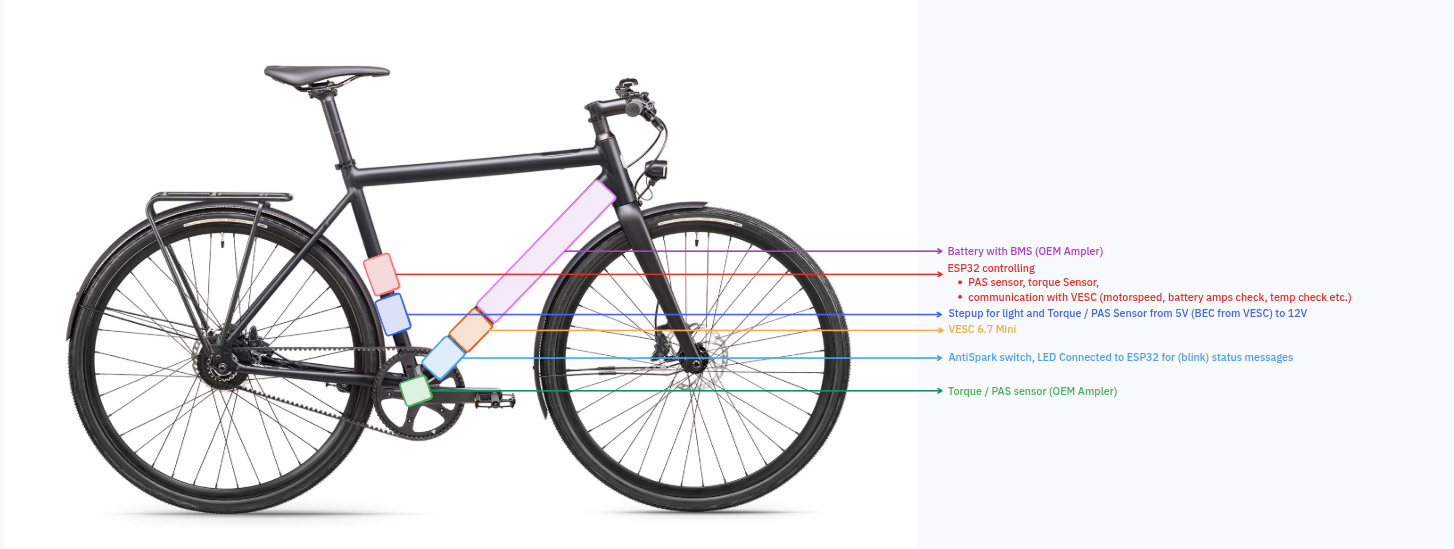 Battery with BMS (OEM Ampler)
ESP32 controlling
• PAS sensor, torque Sensor,
• communication with VESC (motorspeed, battery amps check, temp check etc.)
Stepup for light and Torque / PAS Sensor from 5V (BEC from VESC) to 12V
VESC 6.7 Mini
AntiSpark switch, LED Connected to ESP32 for (blink) status messages
Torque / PAS sensor (OEM Ampler)